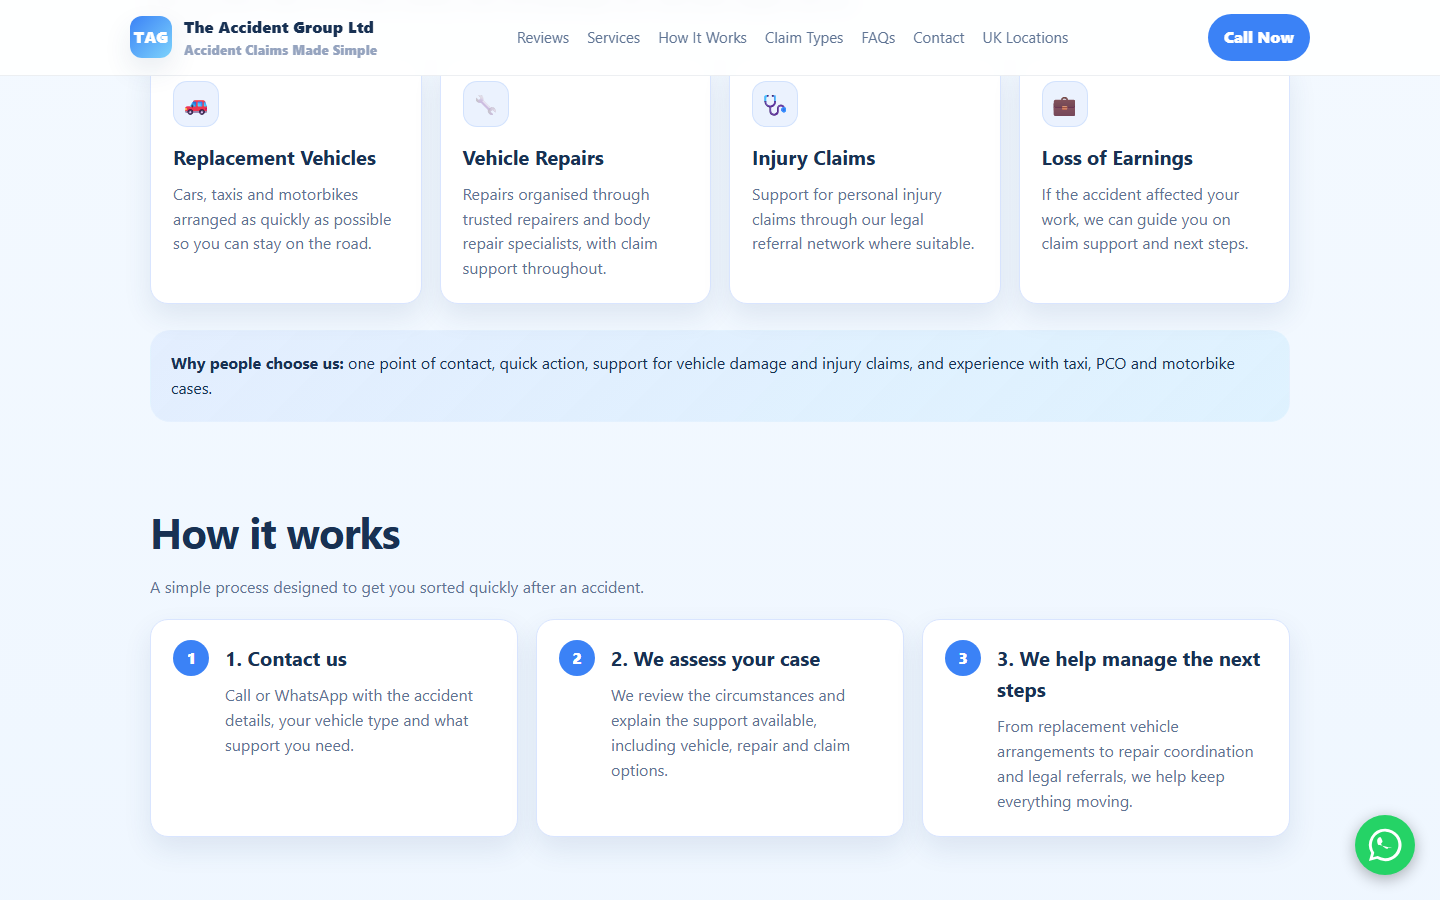 TAG
The Accident Group Ltd
Accident Claims Made Simple
Reviews
Services
How It Works
Claim Types
FAQs
Contact
UK Locations
Call Now
Replacement Vehicles
Cars, taxis and motorbikes
arranged as quickly as possible
so you can stay on the road.
Vehicle Repairs
Repairs organised through
trusted repairers and body
repair specialists, with claim
support throughout.
Injury Claims
Support for personal injury
claims through our legal
referral network where suitable.
Loss of Earnings
If the accident affected your
work, we can guide you on
claim support and next steps.
Why people choose us: one point of contact, quick action, support for vehicle damage and injury claims, and experience with taxi, PCO and motorbike
cases.
How it works
A simple process designed to get you sorted quickly after an accident.
1
1. Contact us
Call or WhatsApp with the accident
details, your vehicle type and what
support you need.
2
2. We assess your case
We review the circumstances and
explain the support available,
including vehicle, repair and claim
options.
3
3. We help manage the next
steps
From replacement vehicle
arrangements to repair coordination
and legal referrals, we help keep
everything moving.